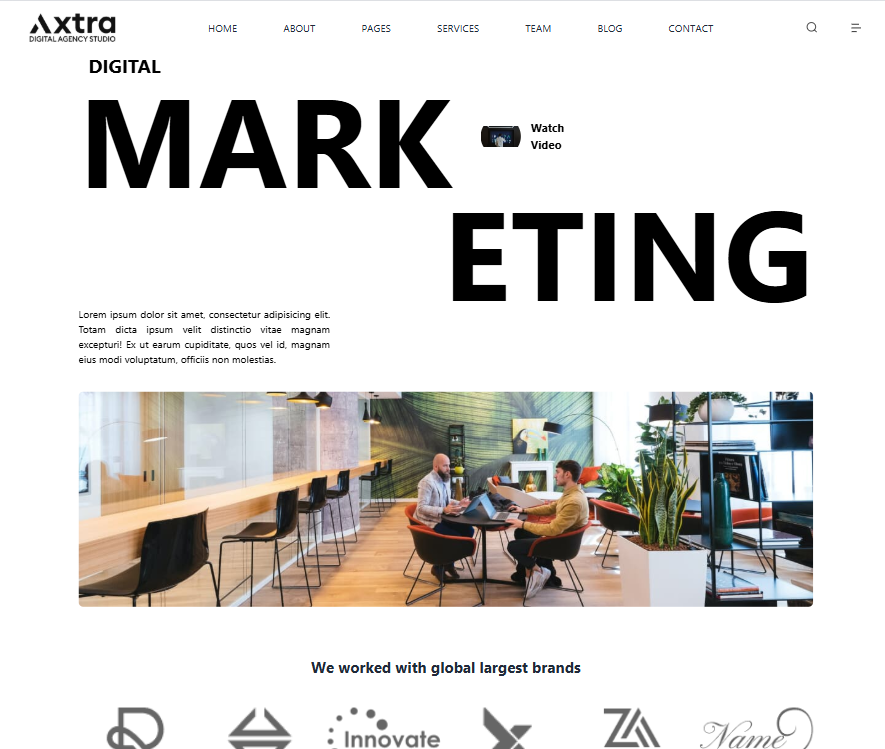 Axtra
DIGITAL AGENCY STUDIO
HOME ABOUT PAGES SERVICES TEAM BLOG CONTACT
DIGITAL
MARK
Watch
Video
ETING
Lorem ipsum dolor sit amet, consectetur adipisicing elit.
Totam dicta ipsum velit distinctio vitae magnam
excepturi! Ex ut earum cupiditate, quos vel id, magnam
eius modi voluptatum, officiis non molestias.
We worked with global largest brands
Innovate
Name